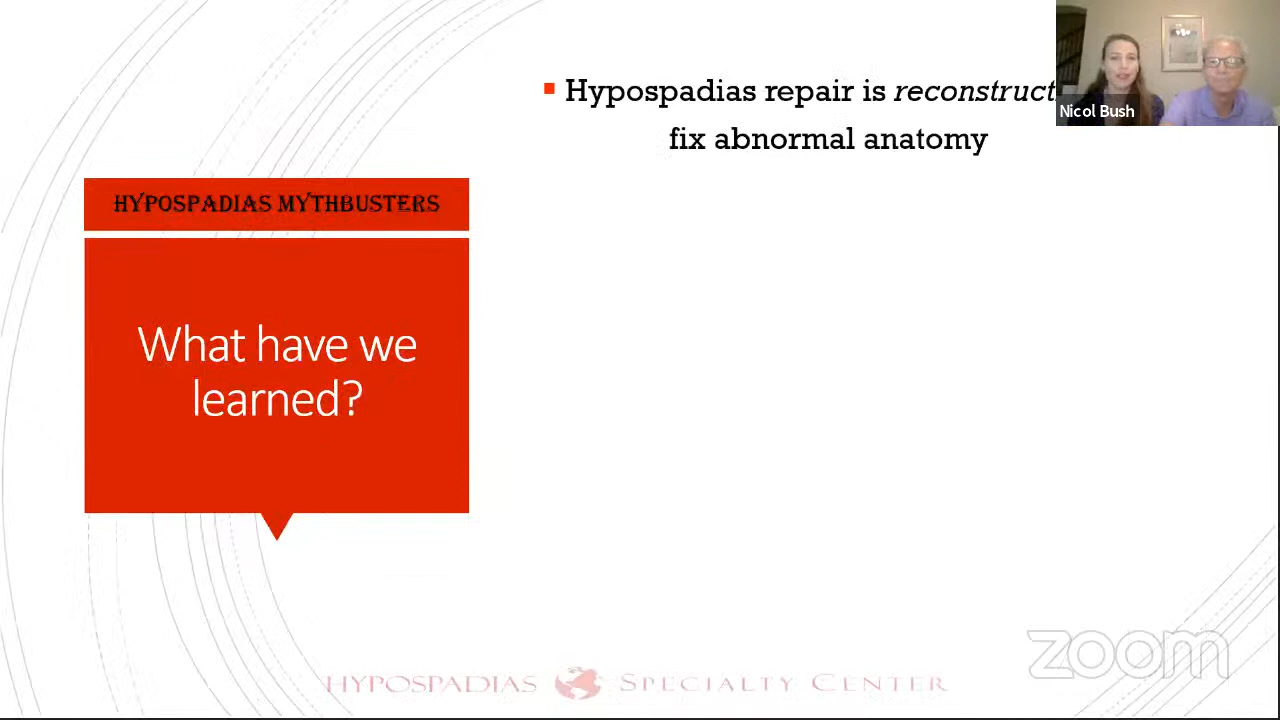 Hypospadias repair is reconstruct
fix abnormal anatomy
Nicol Bush
HYPOSPADIAS MYTHBUSTERS
What have we
learned?
HYPOSPADIAS SPECIALTY CENTER
zoom